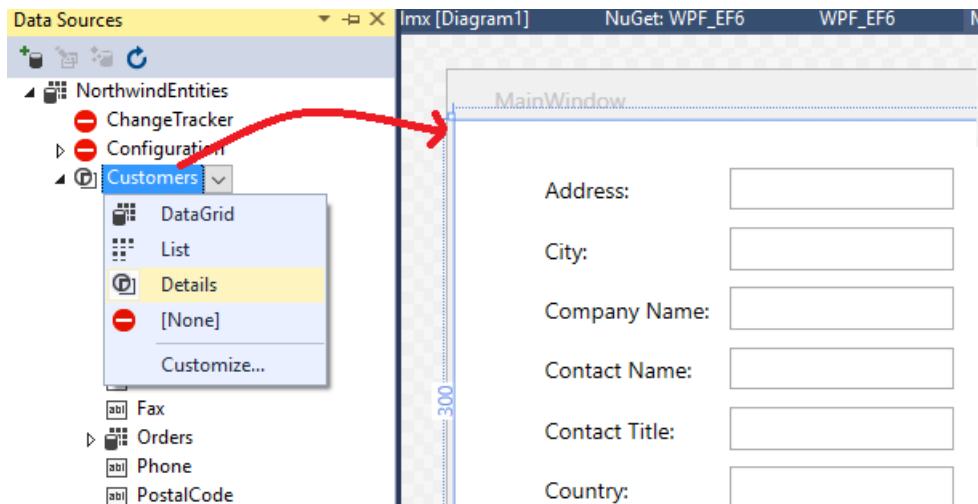 Data Sources
lmx [Diagram1] NuGet: WPF_EF6 WPF_EF6
NorthwindEntities
ChangeTracker
Configuration
Customers
DataGrid
List
Details
[None]
Customize...
Fax
Orders
Phone
PostalCode
MainWindow
300
Address:
City:
Company Name:
Contact Name:
Contact Title:
Country: